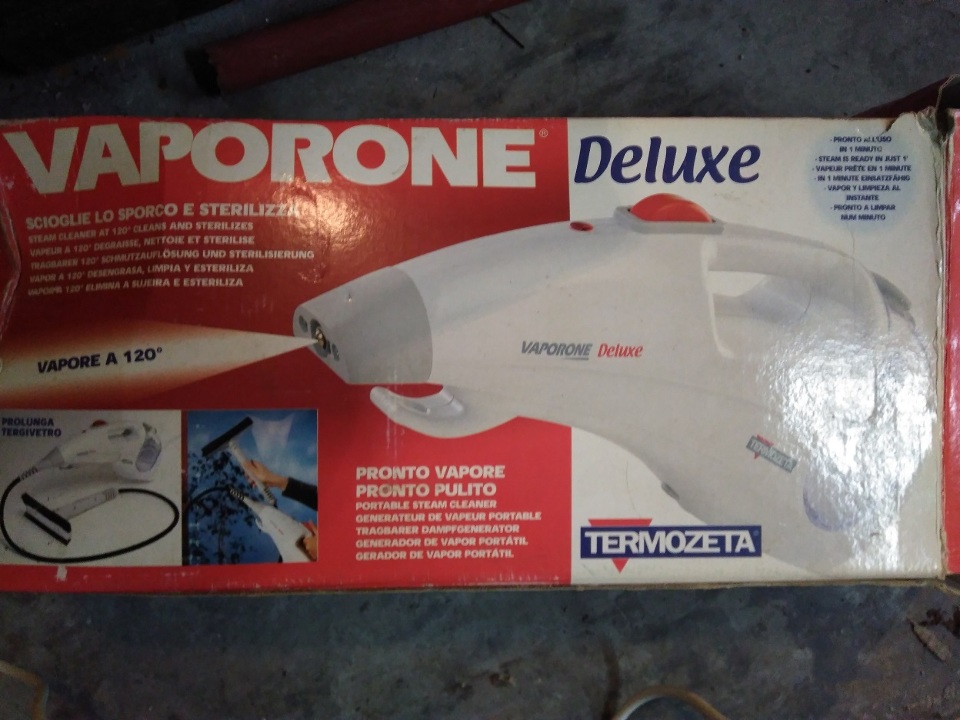 VAPORONE®
Deluxe
- PRONTO ALL'USO
IN 1 MINUTO
- STEAM IS READY IN JUST 1'
- VAPEUR PRÊTE EN 1 MINUTE
- IN 1 MINUTE EINSATZFÄHIG
- VAPOR Y LIMPIEZA AL
INSTANTE
- PRONTO A LIMPAR
NUM MINUTO
SCIOGLIE LO SPORCO E STERILIZZA
STEAM CLEANER AT 120° CLEANS AND STERILIZES
VAPEUR A 120° DEGRAISSE, NETTOIE ET STERILISE
TRAGBARER 120° SCHMUTZAUFLÖSUNG UND STERILISIERUNG
VAPOR A 120° DESENGRASA, LIMPIA Y ESTERILIZA
VAPORE 120° ELIMINA A SUJEIRA E ESTERILIZA
VAPORE A 120°
VAPORONE Deluxe
PROLUNGA
TERGIVETRO
PRONTO VAPORE
PRONTO PULITO
PORTABLE STEAM CLEANER
GENERATEUR DE VAPEUR PORTABLE
TRAGBARER DAMPFGENERATOR
GENERADOR DE VAPOR PORTÁTIL
GERADOR DE VAPOR PORTÁTIL
TERMOZETA
TERMOZETA®